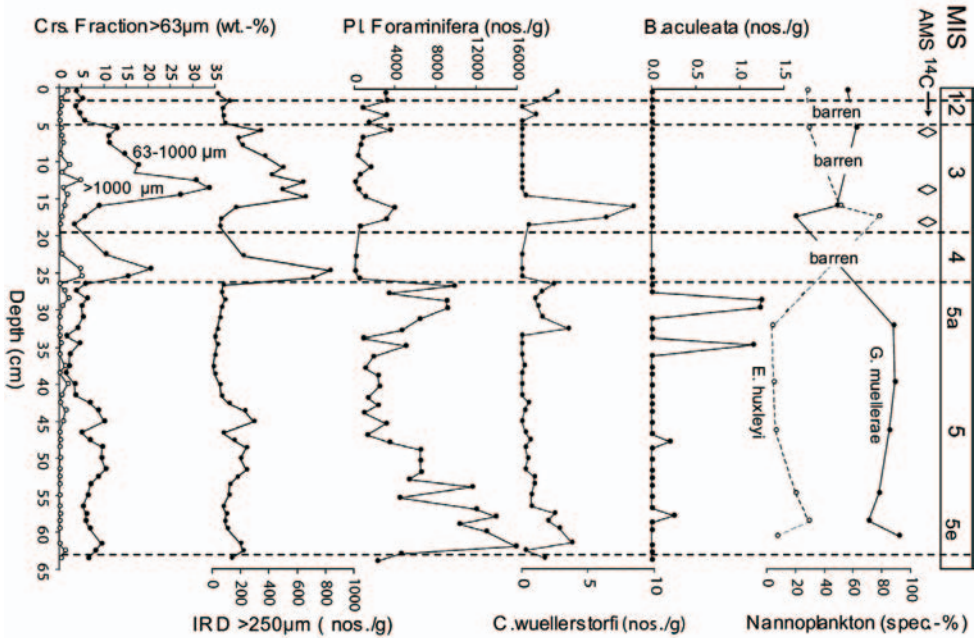 Crs. Fraction>63µm (wt.-%)
Pl. Foraminifera (nos./g)
B.aculeata (nos./g)
MIS
AMS ¹⁴C
0 5 10 15 20 25 30 35
0 4000 8000 12000 16000
0.0 0.5 1.0 1.5
63-1000 µm
>1000 µm
barren
barren
barren
E. huxleyi
G. muellerae
1
2
3
4
5a
5
5e
0 5 10 15 20 25 30 35 40 45 50 55 60 65
Depth (cm)
0 200 400 600 800 1000
0 5 10
0 20 40 60 80 100
IRD >250µm ( nos./g)
C.wuellerstorfi (nos./g)
Nannoplankton (spec.-%)